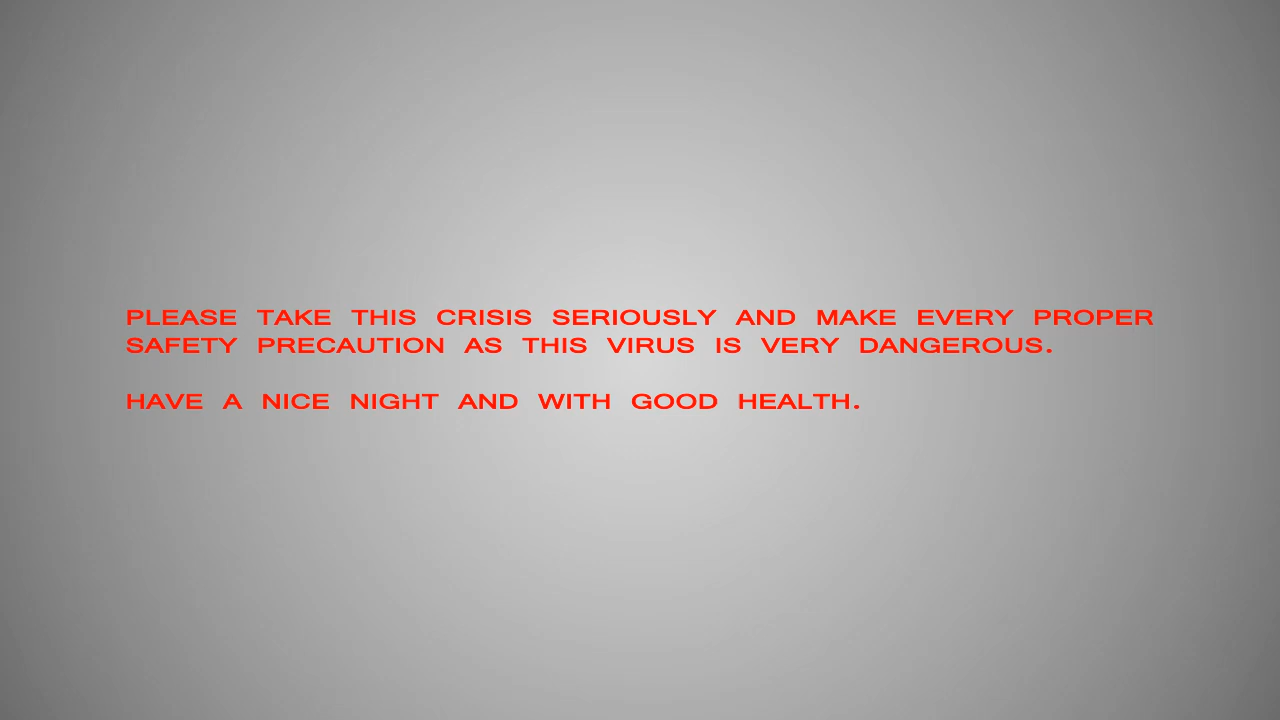 PLEASE TAKE THIS CRISIS SERIOUSLY AND MAKE EVERY PROPER
SAFETY PRECAUTION AS THIS VIRUS IS VERY DANGEROUS.
HAVE A NICE NIGHT AND WITH GOOD HEALTH.